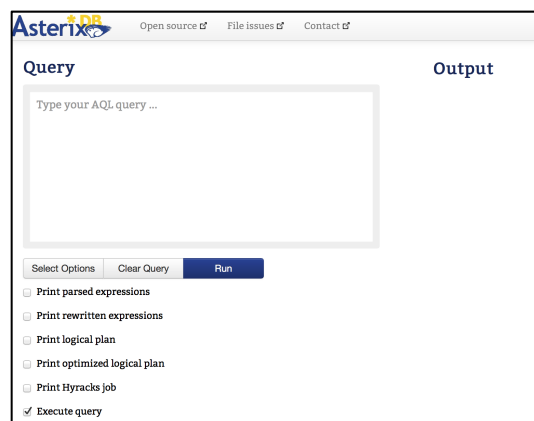 AsterixDB
Open source File issues Contact
Query
Output
Type your AQL query ...
Select Options Clear Query Run
Print parsed expressions
Print rewritten expressions
Print logical plan
Print optimized logical plan
Print Hyracks job
Execute query